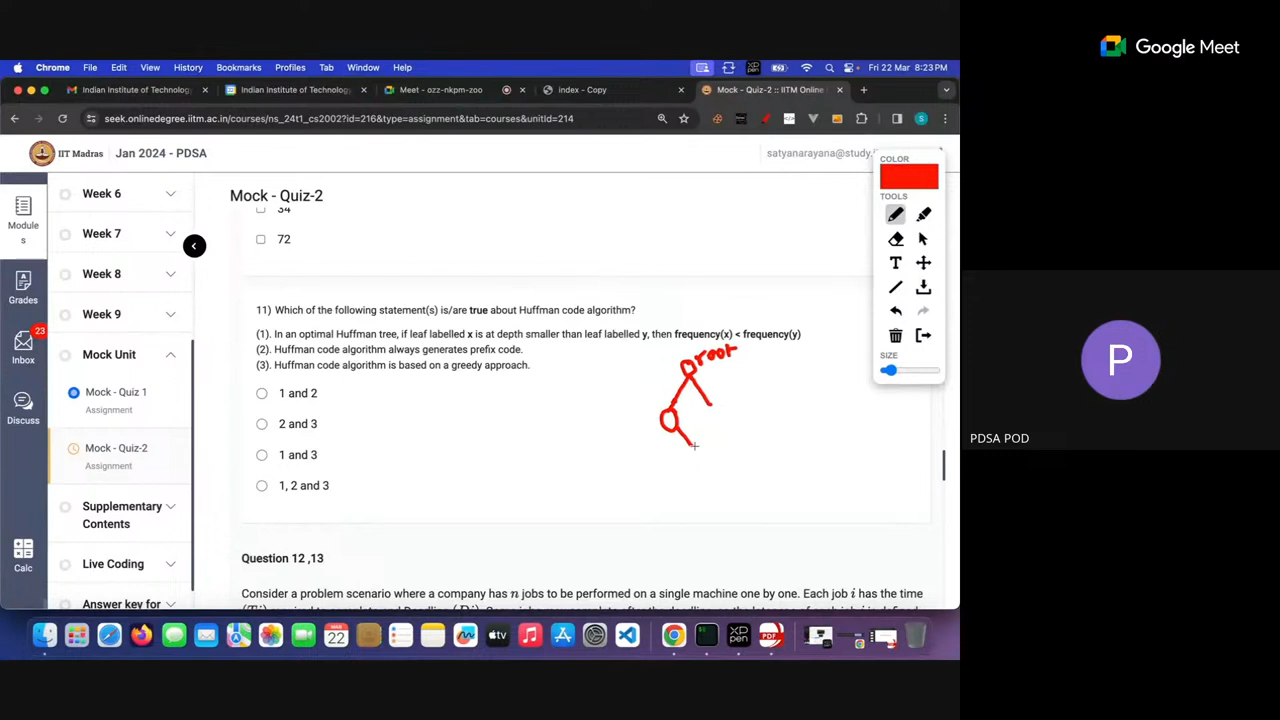 Google Meet
Chrome File Edit View History Bookmarks Profiles Tab Window Help
Fri 22 Mar 8:23 PM
Indian Institute of Technology
Indian Institute of Technology
Meet - ozz-nkpm-zoo
index - Copy
Mock - Quiz-2 :: IITM Online
seek.onlinedegree.iitm.ac.in/courses/ns_24t1_cs2002?id=216&type=assignment&tab=courses&unitId=214
IIT Madras
Jan 2024 - PDSA
satyanarayana@study.
COLOR
TOOLS
T
SIZE
Module
s
Grades
23
Inbox
Discuss
Calc
Week 6
Week 7
Week 8
Week 9
Mock Unit
Mock - Quiz 1
Assignment
Mock - Quiz-2
Assignment
Supplementary
Contents
Live Coding
Answer key for
Mock - Quiz-2
34
72
11) Which of the following statement(s) is/are true about Huffman code algorithm?
(1). In an optimal Huffman tree, if leaf labelled x is at depth smaller than leaf labelled y, then frequency(x) < frequency(y)
(2). Huffman code algorithm always generates prefix code.
(3). Huffman code algorithm is based on a greedy approach.
root
1 and 2
2 and 3
1 and 3
1, 2 and 3
Question 12 ,13
Consider a problem scenario where a company has n jobs to be performed on a single machine one by one. Each job i has the time
P
PDSA POD
MAR
22
PDF